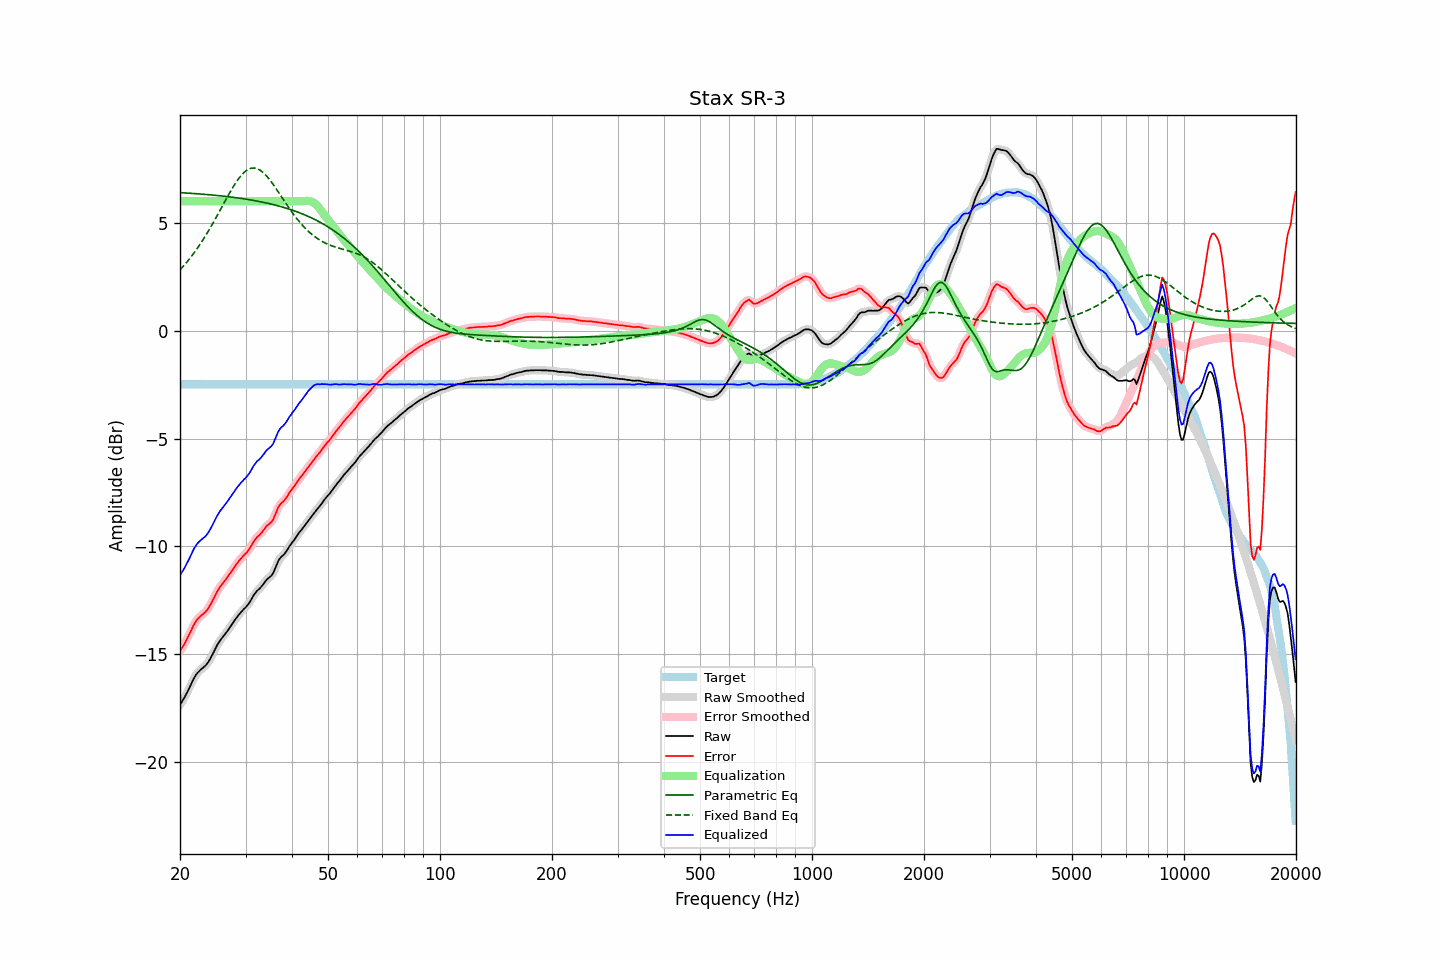 Stax SR-3
Amplitude (dBr)
5
0
−5
−10
−15
−20
Target
Raw Smoothed
Error Smoothed
Raw
Error
Equalization
Parametric Eq
Fixed Band Eq
Equalized
20
50
100
200
500
1000
2000
5000
10000
20000
Frequency (Hz)